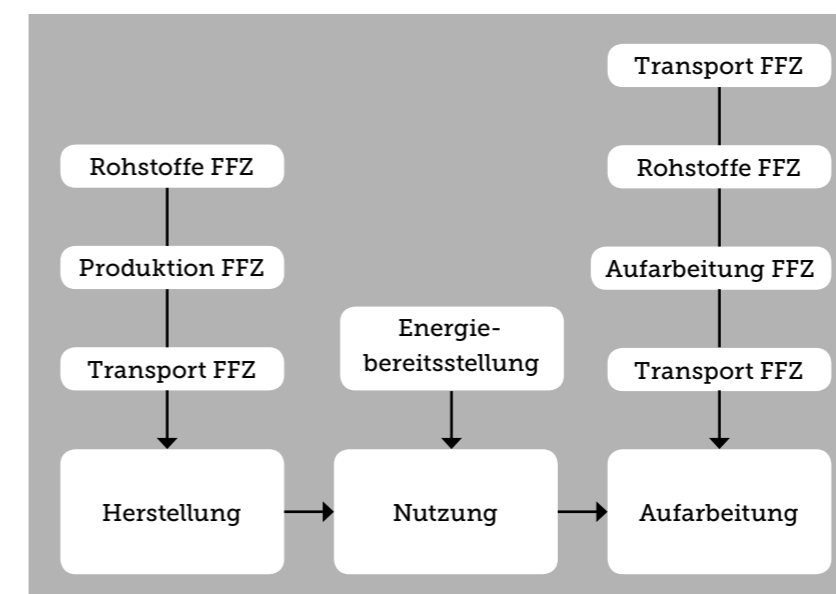 Rohstoffe FFZ
Produktion FFZ
Transport FFZ
Herstellung
Energie-
bereitsstellung
Nutzung
Transport FFZ
Rohstoffe FFZ
Aufarbeitung FFZ
Transport FFZ
Aufarbeitung